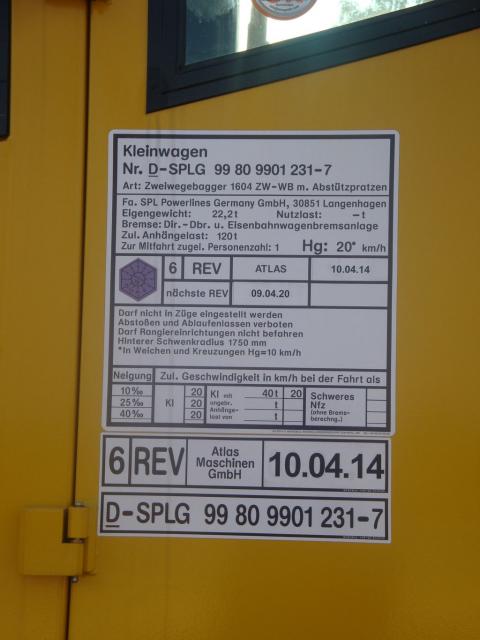 Kleinwagen
Nr. D-SPLG 99 80 9901 231-7
Art: Zweiwegebagger 1604 ZW-WB m. Abstützpratzen
Fa. SPL Powerlines Germany GmbH, 30851 Langenhagen
Eigengewicht: 22,2t Nutzlast: -t
Bremse: Dir.-Dbr. u. Eisenbahnwagenbremsanlage
Zul. Anhängelast: 120t
Zur Mitfahrt zugel. Personenzahl: 1 Hg: 20* km/h
6 REV ATLAS 10.04.14
nächste REV 09.04.20
Darf nicht in Züge eingestellt werden
Abstoßen und Ablaufenlassen verboten
Darf Rangiereinrichtungen nicht befahren
Hinterer Schwenkradius 1750 mm
*In Weichen und Kreuzungen Hg=10 km/h
Neigung Zul. Geschwindigkeit in km/h bei der Fahrt als
10‰ 20 Kl mit 40t 20 Schweres
25‰ Kl 20 angebr. t Nfz
40‰ 20 Anhänge- t (ohne Brems-
last von berechng.)
6 REV Atlas Maschinen GmbH 10.04.14
D-SPLG 99 80 9901 231-7